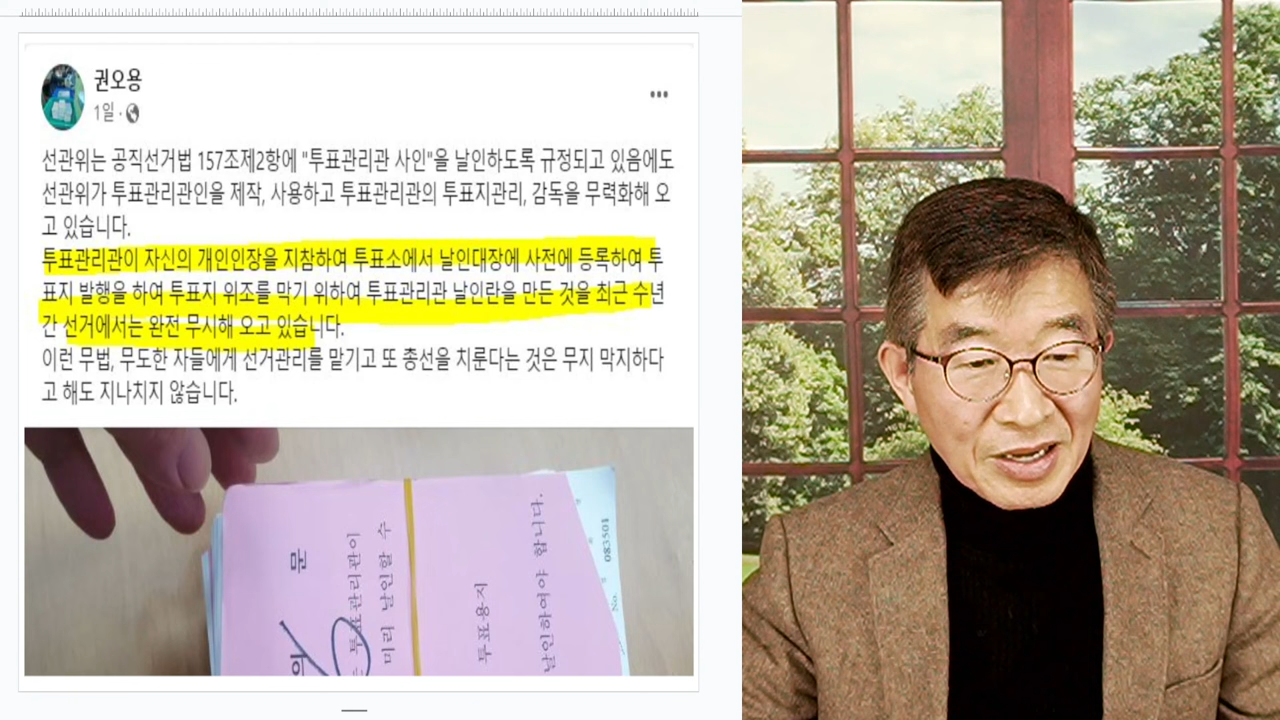 권오용
1일
선관위는 공직선거법 157조제2항에 "투표관리관 사인"을 날인하도록 규정되고 있음에도
선관위가 투표관리관인을 제작, 사용하고 투표관리관의 투표지관리, 감독을 무력화해 오
고 있습니다.
투표관리관이 자신의 개인인장을 지참하여 투표소에서 날인대장에 사전에 등록하여 투
표지 발행을 하여 투표지 위조를 막기 위하여 투표관리관 날인란을 만든 것을 최근 수년
간 선거에서는 완전 무시해 오고 있습니다.
이런 무법, 무도한 자들에게 선거관리를 맡기고 또 총선을 치룬다는 것은 무지 막지하다
고 해도 지나치지 않습니다.
문
투표관리관이
미리 날인할 수
투표용지
날인하여야 합니다.
No. 083501